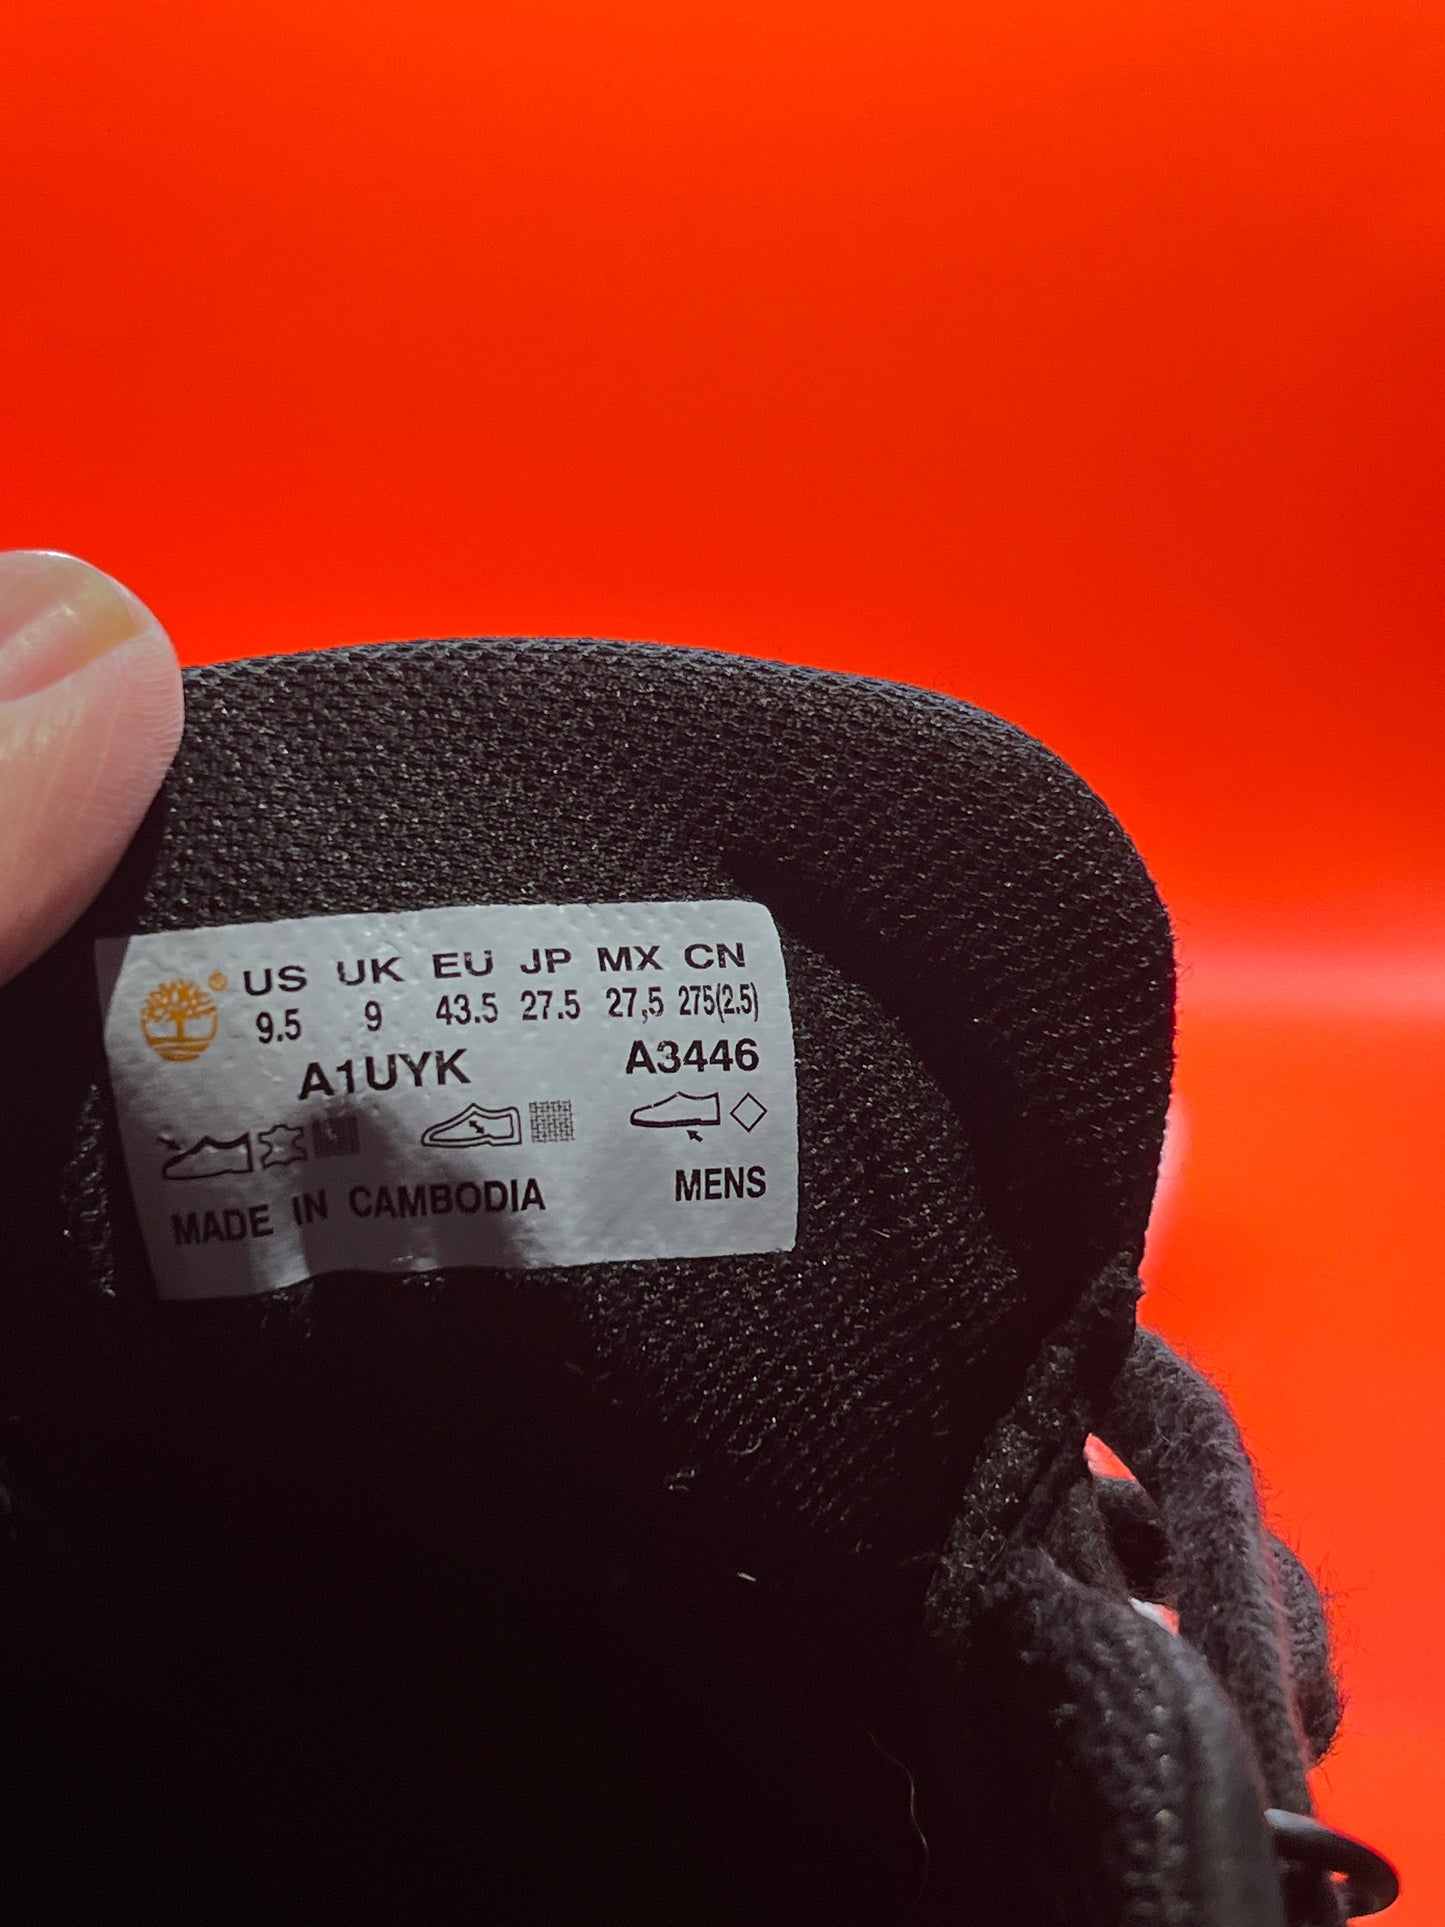 ® US UK EU JP MX CN
9.5 9 43.5 27.5 27,5 275(2.5)
A1UYK A3446
MADE IN CAMBODIA MENS